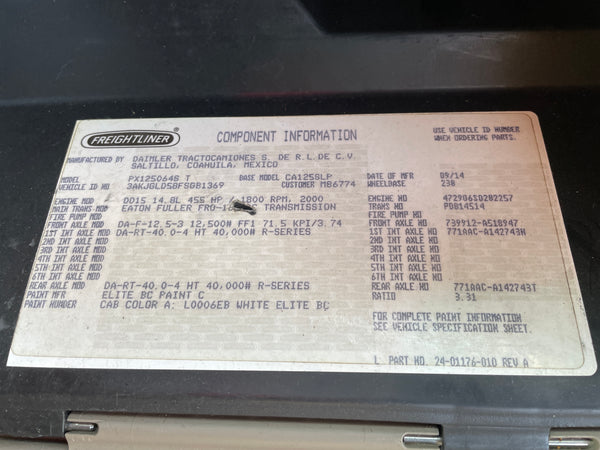 FREIGHTLINER ®
COMPONENT INFORMATION
USE VEHICLE ID NUMBER
WHEN ORDERING PARTS.
MANUFACTURED BY DAIMLER TRACTOCAMIONES S. DE R.L.DE C.V.
SALTILLO, COAHUILA, MEXICO
MODEL PX125064S T BASE MODEL CA125SLP DATE OF MFR 09/14
VEHICLE ID NO 3AKJGLD58FSGB1369 CUSTOMER MB6774 WHEELBASE 230
ENGINE MOD DD15 14.8L 455 HP 1800 RPM, 2000 ENGINE NO 472906S0282257
MAIN TRANS MOD EATON FULLER TRANSMISSION TRANS NO
FIRE PUMP MOD FIRE PUMP NO
FRONT AXLE MOD DA-F-12.5-3 12,500# FF1 71.5 KPI/3.74 FRONT AXLE NO 739912-A518947
1ST INT AXLE MOD DA-RT-40.0-4 HT 40,000# R-SERIES 1ST INT AXLE NO 771AAC-A142743H
2ND INT AXLE MOD 2ND INT AXLE NO
3RD INT AXLE MOD 3RD INT AXLE NO
4TH INT AXLE MOD 4TH INT AXLE NO
5TH INT AXLE MOD 5TH INT AXLE NO
6TH INT AXLE MOD 6TH INT AXLE NO
REAR AXLE MOD DA-RT-40.0-4 HT 40,000# R-SERIES REAR AXLE NO 771AAC-A142743T
PAINT MFR ELITE BC PAINT C RATIO 3.31
PAINT NUMBER CAB COLOR A: L0006EB WHITE ELITE BC
FOR COMPLETE PAINT INFORMATION
SEE VEHICLE SPECIFICATION SHEET.
PART NO. 24-01176-010 REV A